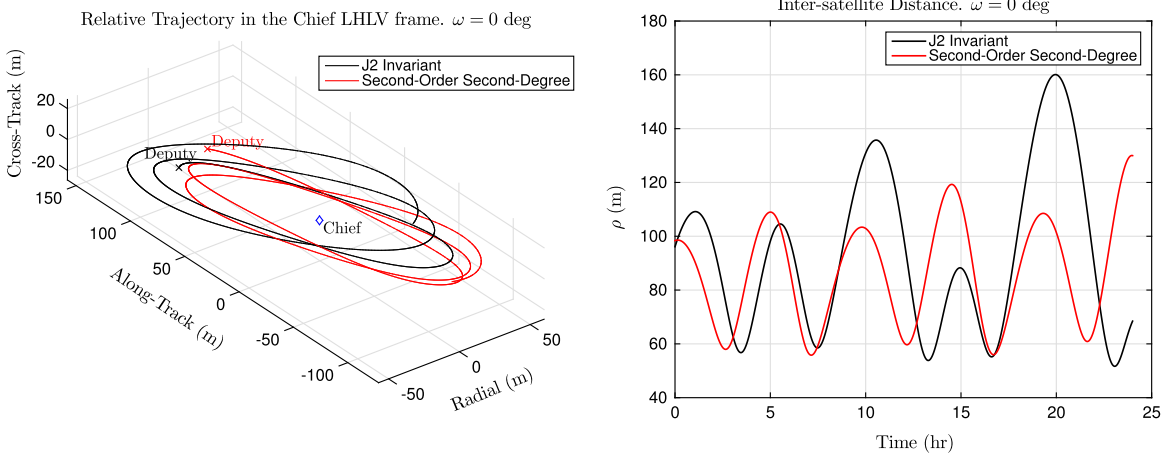 Relative Trajectory in the Chief LHLV frame. ω = 0 deg
J2 Invariant
Second-Order Second-Degree
Cross-Track (m)
20
0
-20
150
100
50
0
-50
-100
Along-Track (m)
-50
0
50
Radial (m)
Deputy
Deputy
Chief
Inter-satellite Distance. ω = 0 deg
J2 Invariant
Second-Order Second-Degree
ρ (m)
180
160
140
120
100
80
60
40
0 5 10 15 20 25
Time (hr)